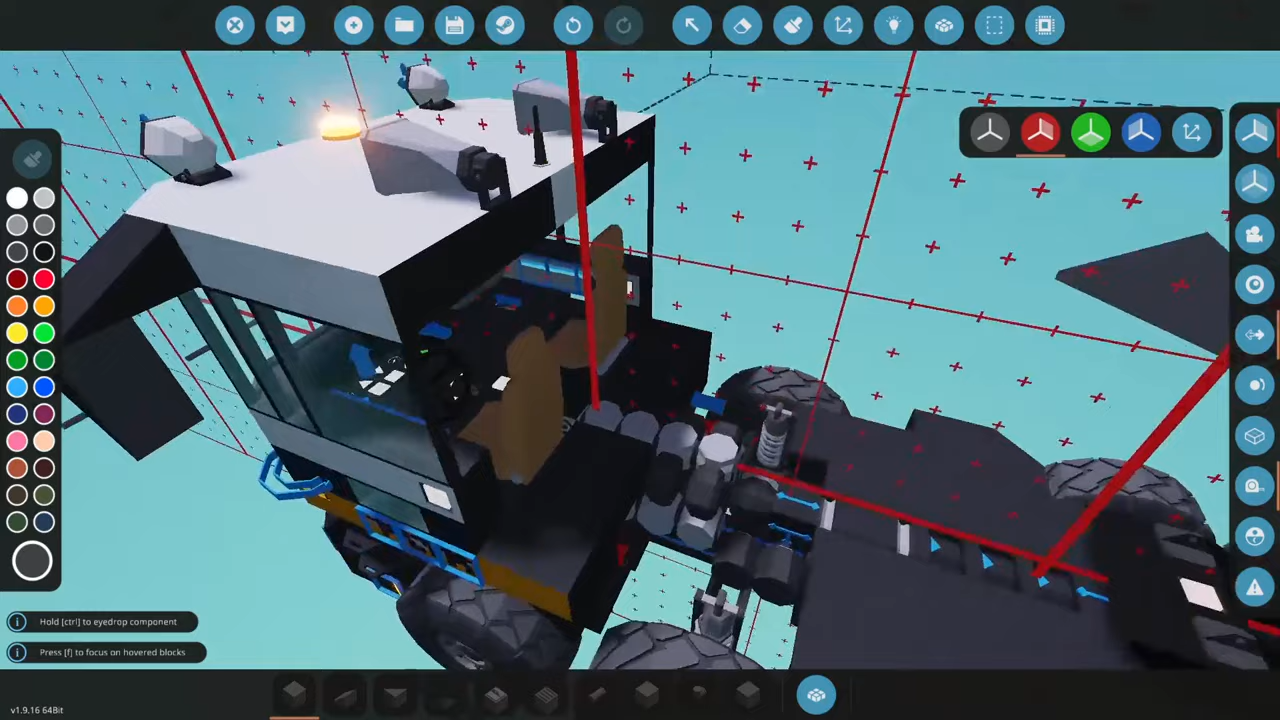 Hold [ctrl] to eyedrop component
Press [f] to focus on hovered blocks
v1.9.16 64Bit